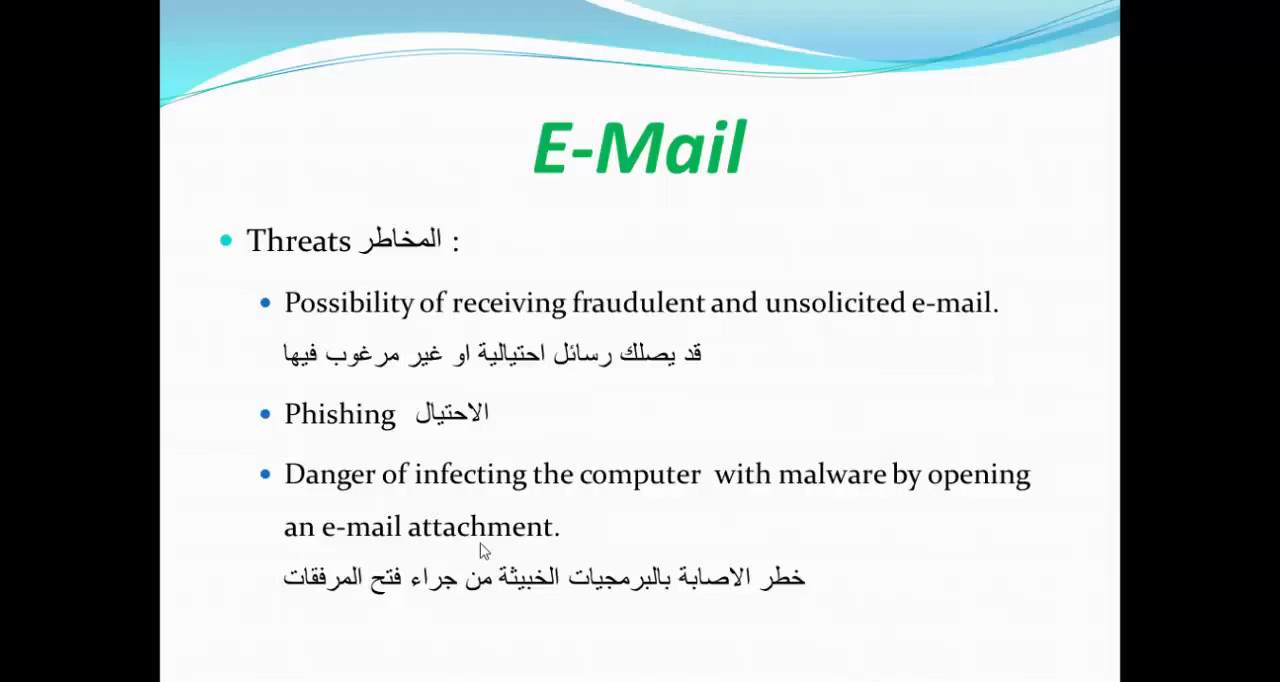 E-Mail
Threats المخاطر :
Possibility of receiving fraudulent and unsolicited e-mail.
قد يصلك رسائل احتيالية او غير مرغوب فيها
Phishing الاحتيال
Danger of infecting the computer with malware by opening
an e-mail attachment.
خطر الاصابة بالبرمجيات الخبيثة من جراء فتح المرفقات